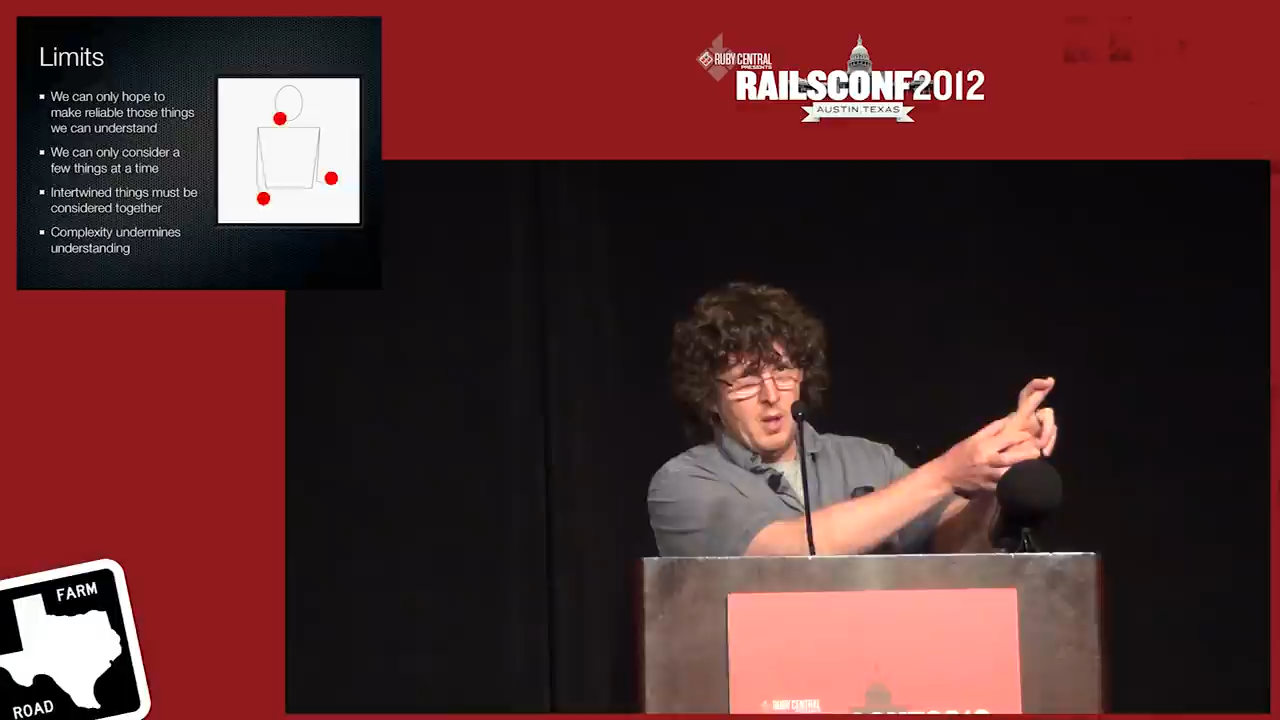 Limits
We can only hope to
make reliable those things
we can understand
We can only consider a
few things at a time
Intertwined things must be
considered together
Complexity undermines
understanding
RUBY CENTRAL
PRESENTS
RAILSCONF2012
AUSTIN, TEXAS
FARM
ROAD
RUBY CENTRAL